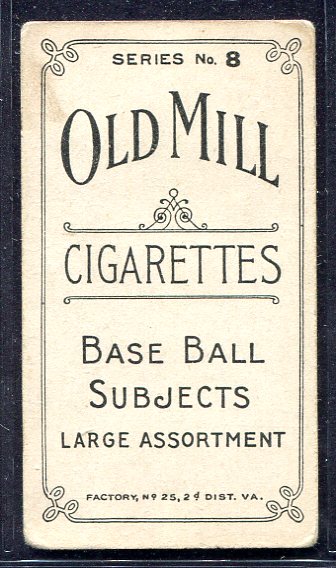 SERIES No. 8
OLD MILL
CIGARETTES
BASE BALL
SUBJECTS
LARGE ASSORTMENT
FACTORY, Nº 25, 2d DIST. VA.